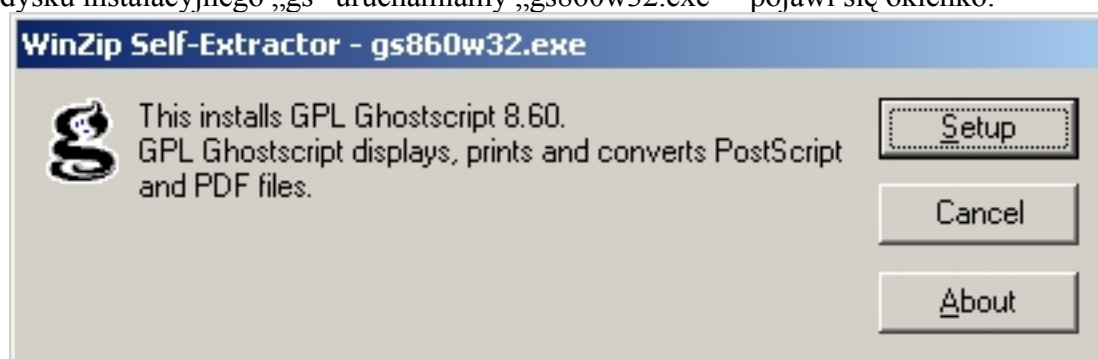 dysku instalacyjnego „gs” uruchamiamy „gs860w32.exe” pojawi się okienko:
WinZip Self-Extractor - gs860w32.exe
This installs GPL Ghostscript 8.60.
GPL Ghostscript displays, prints and converts PostScript
and PDF files.
Setup
Cancel
About